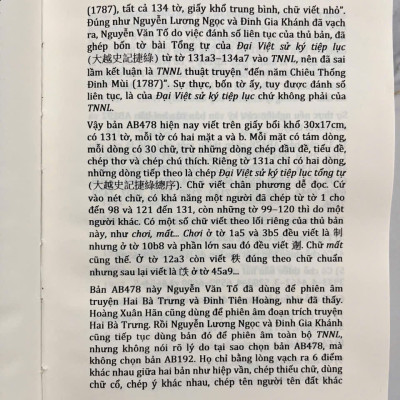 (1787), tất cả 134 tờ, giấy khổ trung bình, chữ viết nhỏ”.
Đúng như Nguyễn Lương Ngọc và Đinh Gia Khánh đã vạch
ra, Nguyễn Văn Tố do việc đánh số liên tục của thủ bản, đã
ghép bốn bài Tổng tự của Đại Việt sử ký tiệp lục
(大越史記捷綠) từ tờ 131a3–134a7 vào TNNL, nên đã sai
lầm kết luận là TNNL thuật truyện “đến năm Chiêu Thống
Đinh Mùi (1787)”. Sự thực, bốn tờ ấy, tuy được đánh số
liên tục, là của Đại Việt sử ký tiệp lục chứ không phải của
TNNL.
Vậy bản AB478 hiện nay viết trên giấy bổi khổ 30x17cm,
có 131 tờ, mỗi tờ có hai mặt a và b. Mỗi mặt có tám dòng,
mỗi dòng có 30 chữ, trừ những dòng chép đầu đề, tiểu đề,
chép thơ và chép chú thích. Riêng tờ 131a chỉ có hai dòng,
những dòng tiếp theo là chép Đại Việt sử ký tiếp lục tổng tự
(大越史記捷綠總序). Chữ viết chân phương dễ đọc. Cứ
vào nét chữ, có khả năng một người đã chép từ tờ 1 cho
đến 98 và 121 đến 131, còn những tờ 99–120 thì do một
người khác. Có một số chữ viết theo lối riêng của thủ bản
này, như chơi, mất... Chơi ở tờ 1a5 và 3b5 đều viết là 制
nhưng ở tờ 10b8 và phần lớn sau đó đều viết Chữ mất
cũng thế. Ở tờ 12a3 còn viết 秩 đúng theo chữ chuẩn
nhưng sau lại viết là ở tờ 45a9...
Bản AB478 này Nguyễn Văn Tố đã dùng để phiên âm
truyện Hai Bà Trưng và Đinh Tiên Hoàng, như đã thấy.
Hoàng Xuân Hãn cũng dùng để phiên âm đoạn trích truyện
Hai Bà Trưng. Rồi Nguyễn Lương Ngọc và Đinh Gia Khánh
cũng tiếp tục dùng bản đó để phiên âm toàn bộ TNNL,
nhưng không nói rõ lý do tại sao chọn bản AB478, mà
không chọn bản AB192. Họ chỉ bằng lòng vạch ra 6 điểm
khác nhau giữa hai bản như hiệp vần, chép thiếu chữ, dùng
chữ cổ, chép ý khác nhau, chép tên người tên đất khác